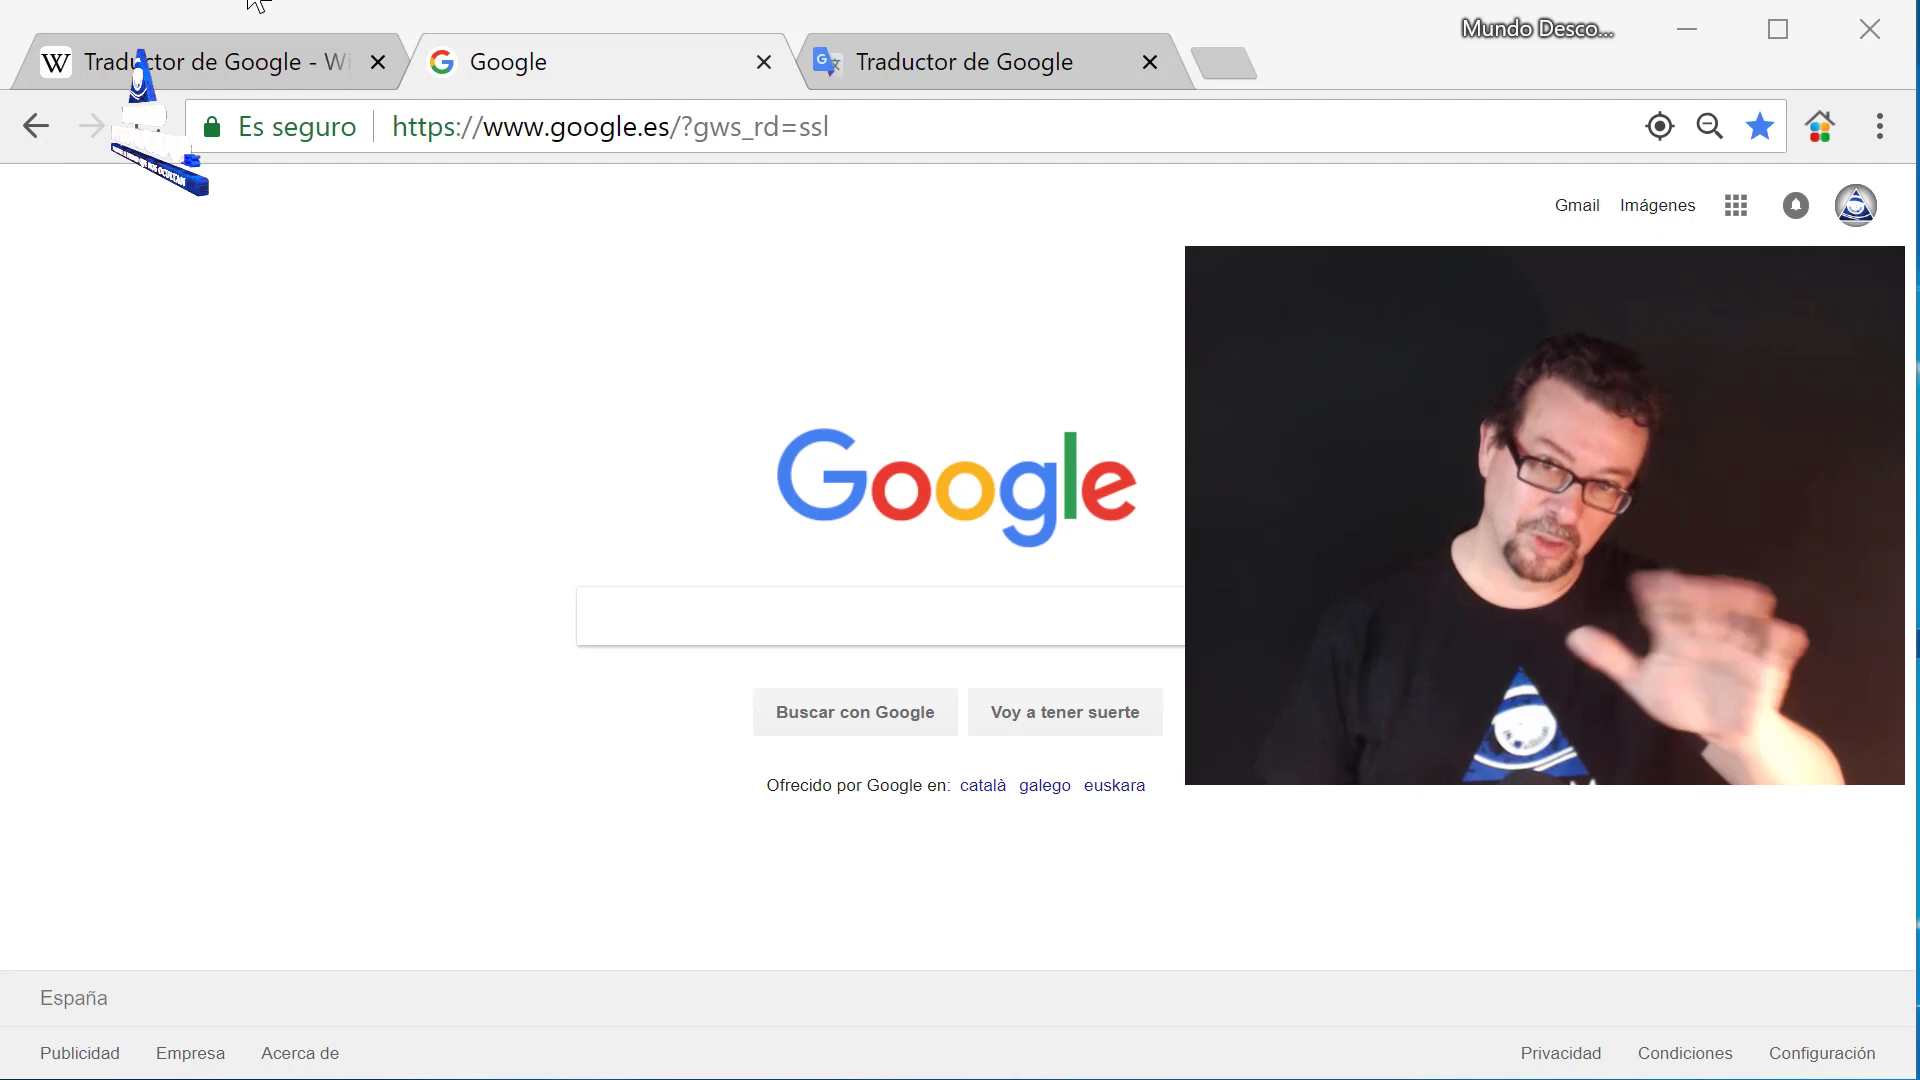 Mundo Desco...
Traductor de Google - Wi
Google
Traductor de Google
Es seguro
https://www.google.es/?gws_rd=ssl
Gmail
Imágenes
Google
Buscar con Google
Voy a tener suerte
Ofrecido por Google en: català galego euskara
España
Publicidad
Empresa
Acerca de
Privacidad
Condiciones
Configuración